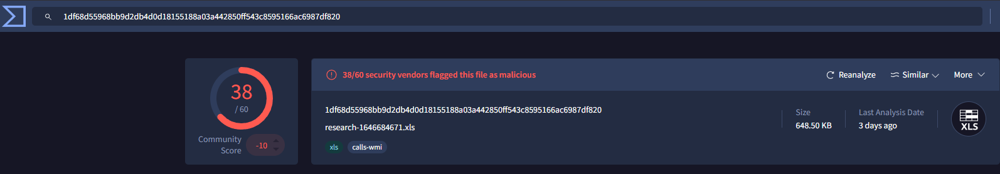 1df68d55968bb9d2db4d0d18155188a03a442850ff543c8595166ac6987df820
38
/ 60
Community
Score
-10
38/60 security vendors flagged this file as malicious
Reanalyze
Similar
More
1df68d55968bb9d2db4d0d18155188a03a442850ff543c8595166ac6987df820
research-1646684671.xls
xls
calls-wmi
Size
648.50 KB
Last Analysis Date
3 days ago
XLS